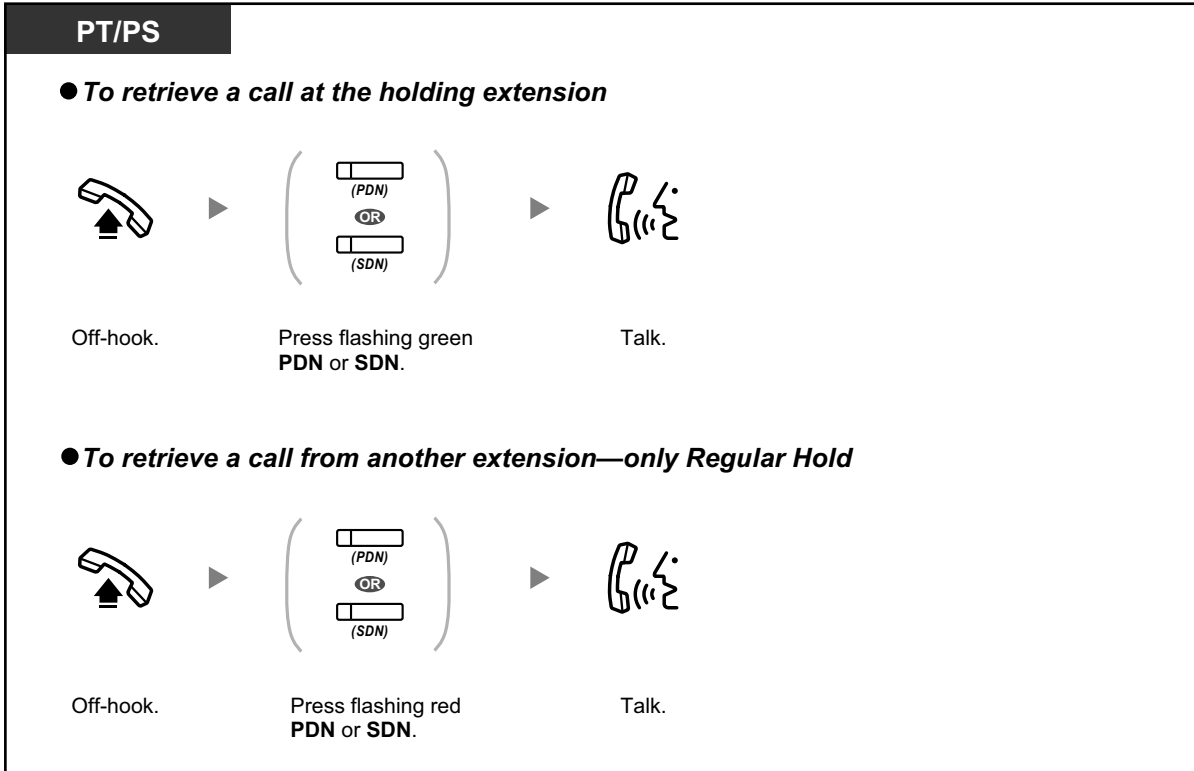 PT/PS
● To retrieve a call at the holding extension
(PDN)
OR
(SDN)
Off-hook.
Press flashing green
PDN or SDN.
Talk.
● To retrieve a call from another extension—only Regular Hold
(PDN)
OR
(SDN)
Off-hook.
Press flashing red
PDN or SDN.
Talk.